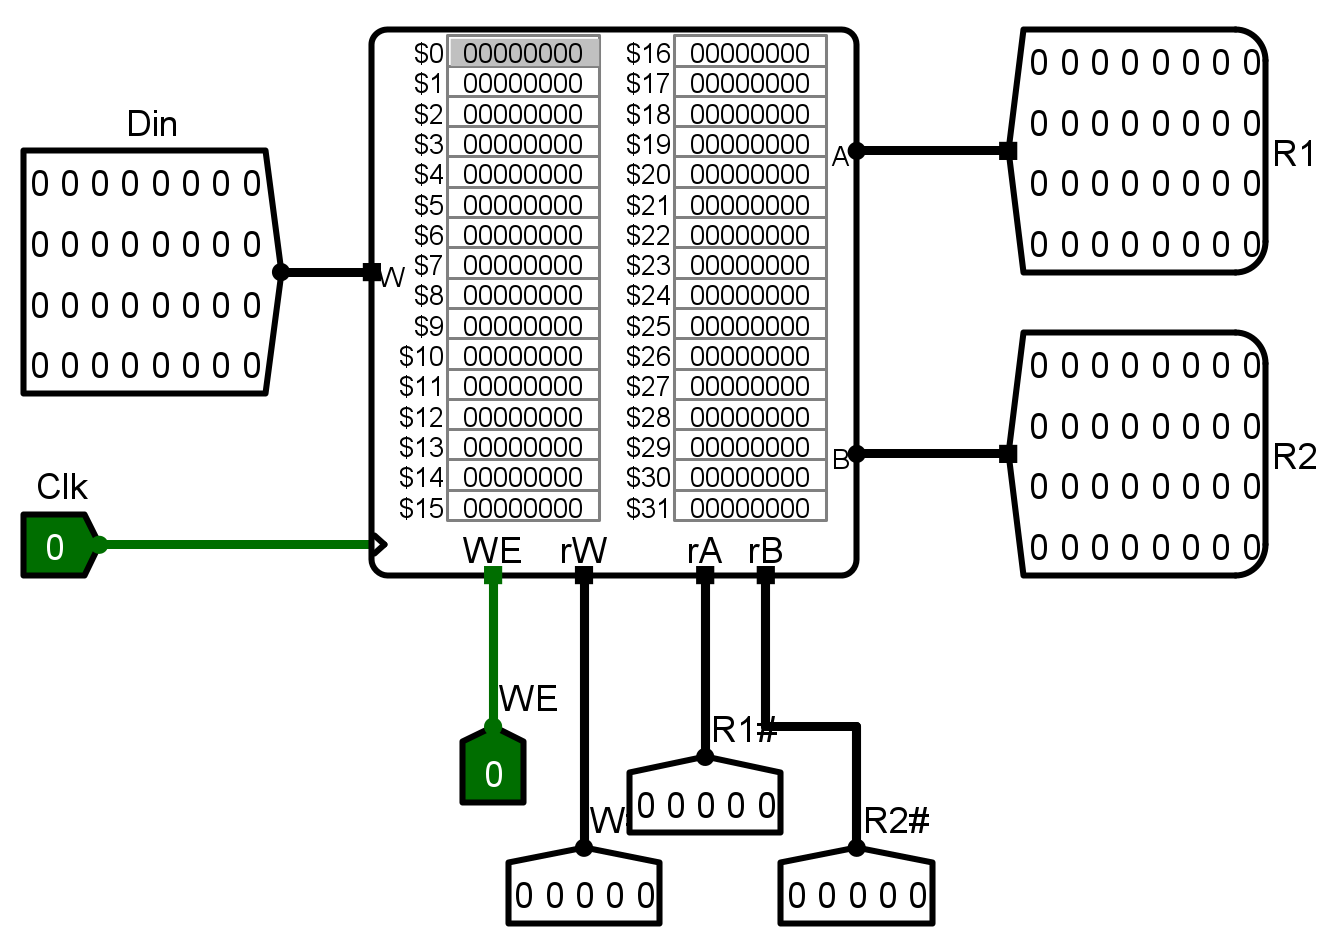 Din
0 0 0 0 0 0 0 0
0 0 0 0 0 0 0 0
0 0 0 0 0 0 0 0
0 0 0 0 0 0 0 0
Clk
0
W
$0 00000000
$1 00000000
$2 00000000
$3 00000000
$4 00000000
$5 00000000
$6 00000000
$7 00000000
$8 00000000
$9 00000000
$10 00000000
$11 00000000
$12 00000000
$13 00000000
$14 00000000
$15 00000000
$16 00000000
$17 00000000
$18 00000000
$19 00000000
$20 00000000
$21 00000000
$22 00000000
$23 00000000
$24 00000000
$25 00000000
$26 00000000
$27 00000000
$28 00000000
$29 00000000
$30 00000000
$31 00000000
A
B
WE rW rA rB
0 0 0 0 0 0 0 0
0 0 0 0 0 0 0 0
0 0 0 0 0 0 0 0
0 0 0 0 0 0 0 0
R1
0 0 0 0 0 0 0 0
0 0 0 0 0 0 0 0
0 0 0 0 0 0 0 0
0 0 0 0 0 0 0 0
R2
WE
0
R1#
0 0 0 0 0
0 0 0 0 0
R2#
0 0 0 0 0